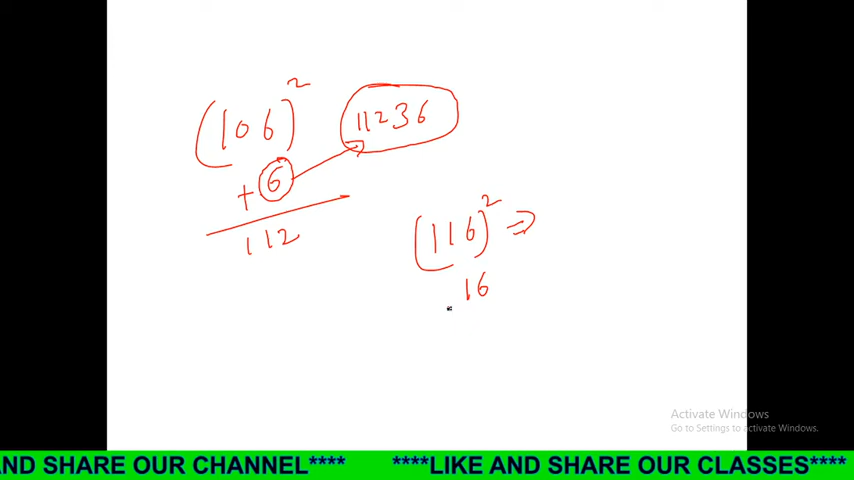 (106)² 11236
+ 6
112
(116)² ⇒
16
Activate Windows
Go to Settings to activate Windows.
AND SHARE OUR CHANNEL**** ****LIKE AND SHARE OUR CLASSES****